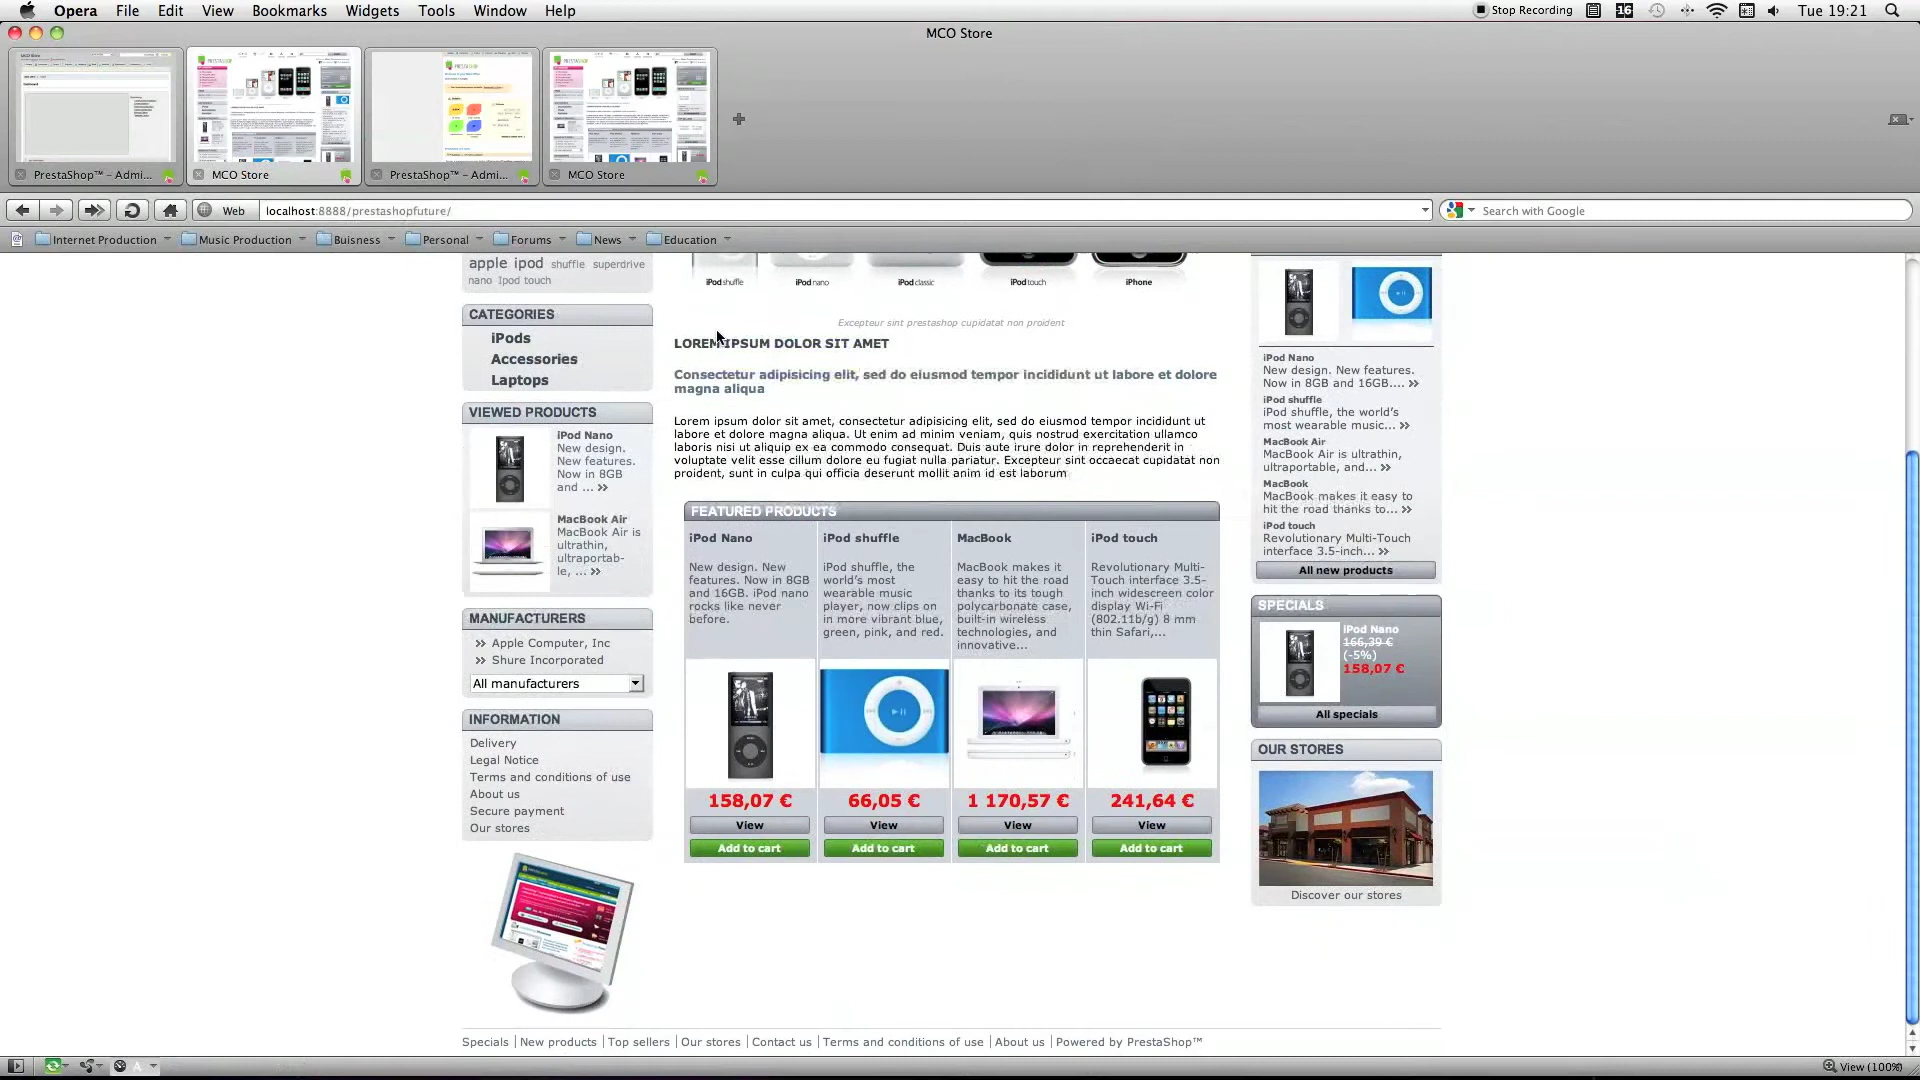 Opera File Edit View Bookmarks Widgets Tools Window Help
Stop Recording
16
Tue 19:21
MCO Store
PrestaShop™ – Admi...
MCO Store
PrestaShop™ – Admi...
MCO Store
Web
localhost:8888/prestashopfuture/
Search with Google
Internet Production
Music Production
Buisness
Personal
Forums
News
Education
apple ipod shuffle superdrive
nano Ipod touch
CATEGORIES
iPods
Accessories
Laptops
VIEWED PRODUCTS
iPod Nano
New design.
New features.
Now in 8GB
and ... »
MacBook Air
MacBook Air is
ultrathin,
ultraportab-
le, ... »
MANUFACTURERS
» Apple Computer, Inc
» Shure Incorporated
All manufacturers
INFORMATION
Delivery
Legal Notice
Terms and conditions of use
About us
Secure payment
Our stores
iPod shuffle
iPod nano
iPod classic
iPod touch
iPhone
Excepteur sint prestashop cupidatat non proident
LOREM IPSUM DOLOR SIT AMET
Consectetur adipisicing elit, sed do eiusmod tempor incididunt ut labore et dolore
magna aliqua
Lorem ipsum dolor sit amet, consectetur adipisicing elit, sed do eiusmod tempor incididunt ut
labore et dolore magna aliqua. Ut enim ad minim veniam, quis nostrud exercitation ullamco
laboris nisi ut aliquip ex ea commodo consequat. Duis aute irure dolor in reprehenderit in
voluptate velit esse cillum dolore eu fugiat nulla pariatur. Excepteur sint occaecat cupidatat non
proident, sunt in culpa qui officia deserunt mollit anim id est laborum
FEATURED PRODUCTS
iPod Nano
New design. New
features. Now in 8GB
and 16GB. iPod nano
rocks like never
before.
158,07 €
View
Add to cart
iPod shuffle
iPod shuffle, the
world's most
wearable music
player, now clips on
in more vibrant blue,
green, pink, and red.
66,05 €
View
Add to cart
MacBook
MacBook makes it
easy to hit the road
thanks to its tough
polycarbonate case,
built-in wireless
technologies, and
innovative...
1 170,57 €
View
Add to cart
iPod touch
Revolutionary Multi-
Touch interface 3.5-
inch widescreen color
display Wi-Fi
(802.11b/g) 8 mm
thin Safari,...
241,64 €
View
Add to cart
iPod Nano
New design. New features.
Now in 8GB and 16GB.... »
iPod shuffle
iPod shuffle, the world's
most wearable music... »
MacBook Air
MacBook Air is ultrathin,
ultraportable, and... »
MacBook
MacBook makes it easy to
hit the road thanks to... »
iPod touch
Revolutionary Multi-Touch
interface 3.5-inch... »
All new products
SPECIALS
iPod Nano
166,39 €
(-5%)
158,07 €
All specials
OUR STORES
Discover our stores
Specials | New products | Top sellers | Our stores | Contact us | Terms and conditions of use | About us | Powered by PrestaShop™
View (100%)